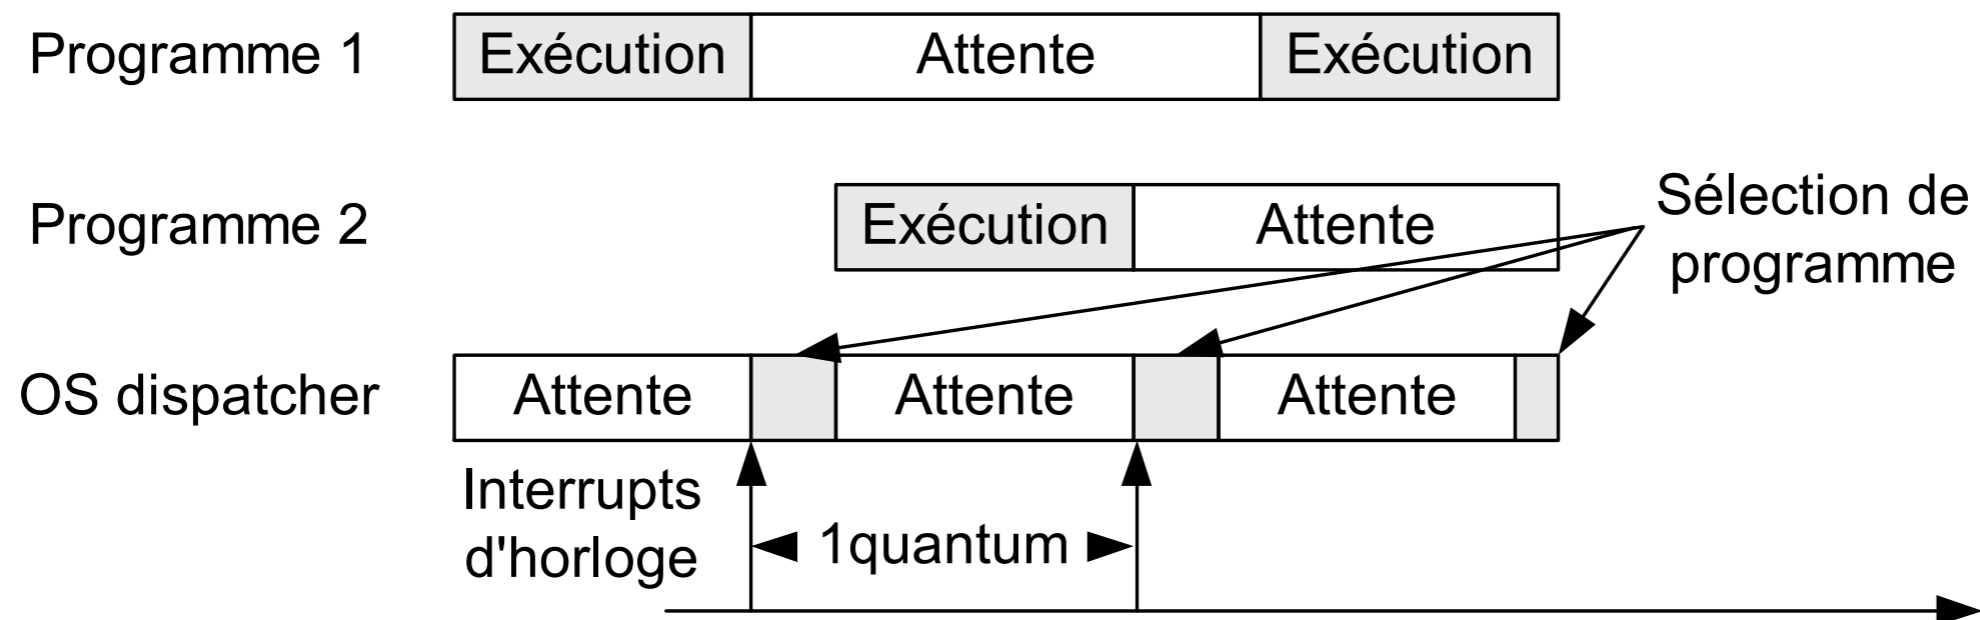 Programme 1
Exécution
Attente
Exécution
Programme 2
Exécution
Attente
Sélection de
programme
OS dispatcher
Attente
Attente
Attente
Interrupts
d'horloge
1quantum